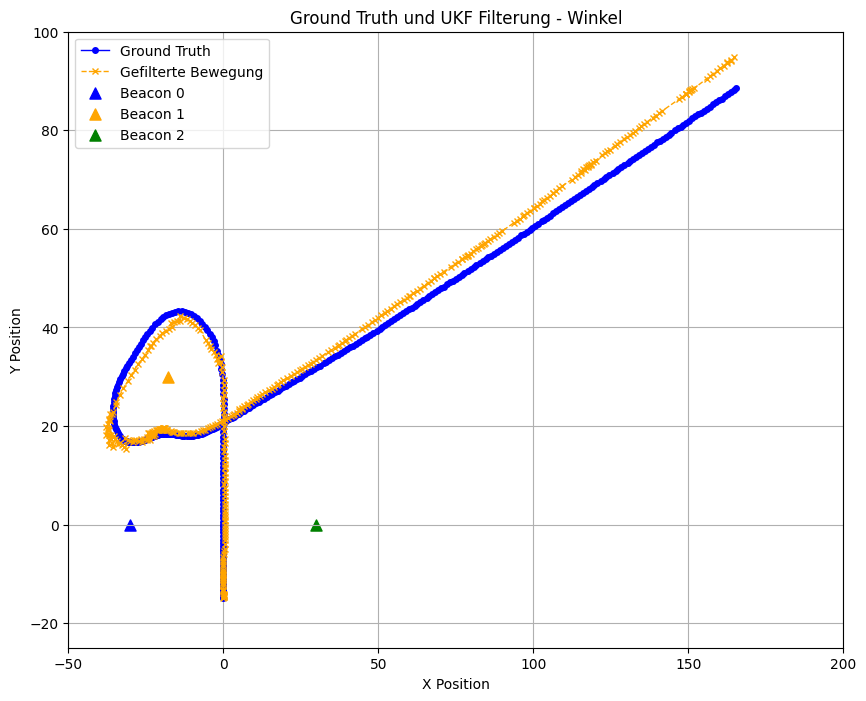 Ground Truth und UKF Filterung - Winkel
Ground Truth
Gefilterte Bewegung
Beacon 0
Beacon 1
Beacon 2
Y Position
100
80
60
40
20
0
−20
−50
0
50
100
150
200
X Position